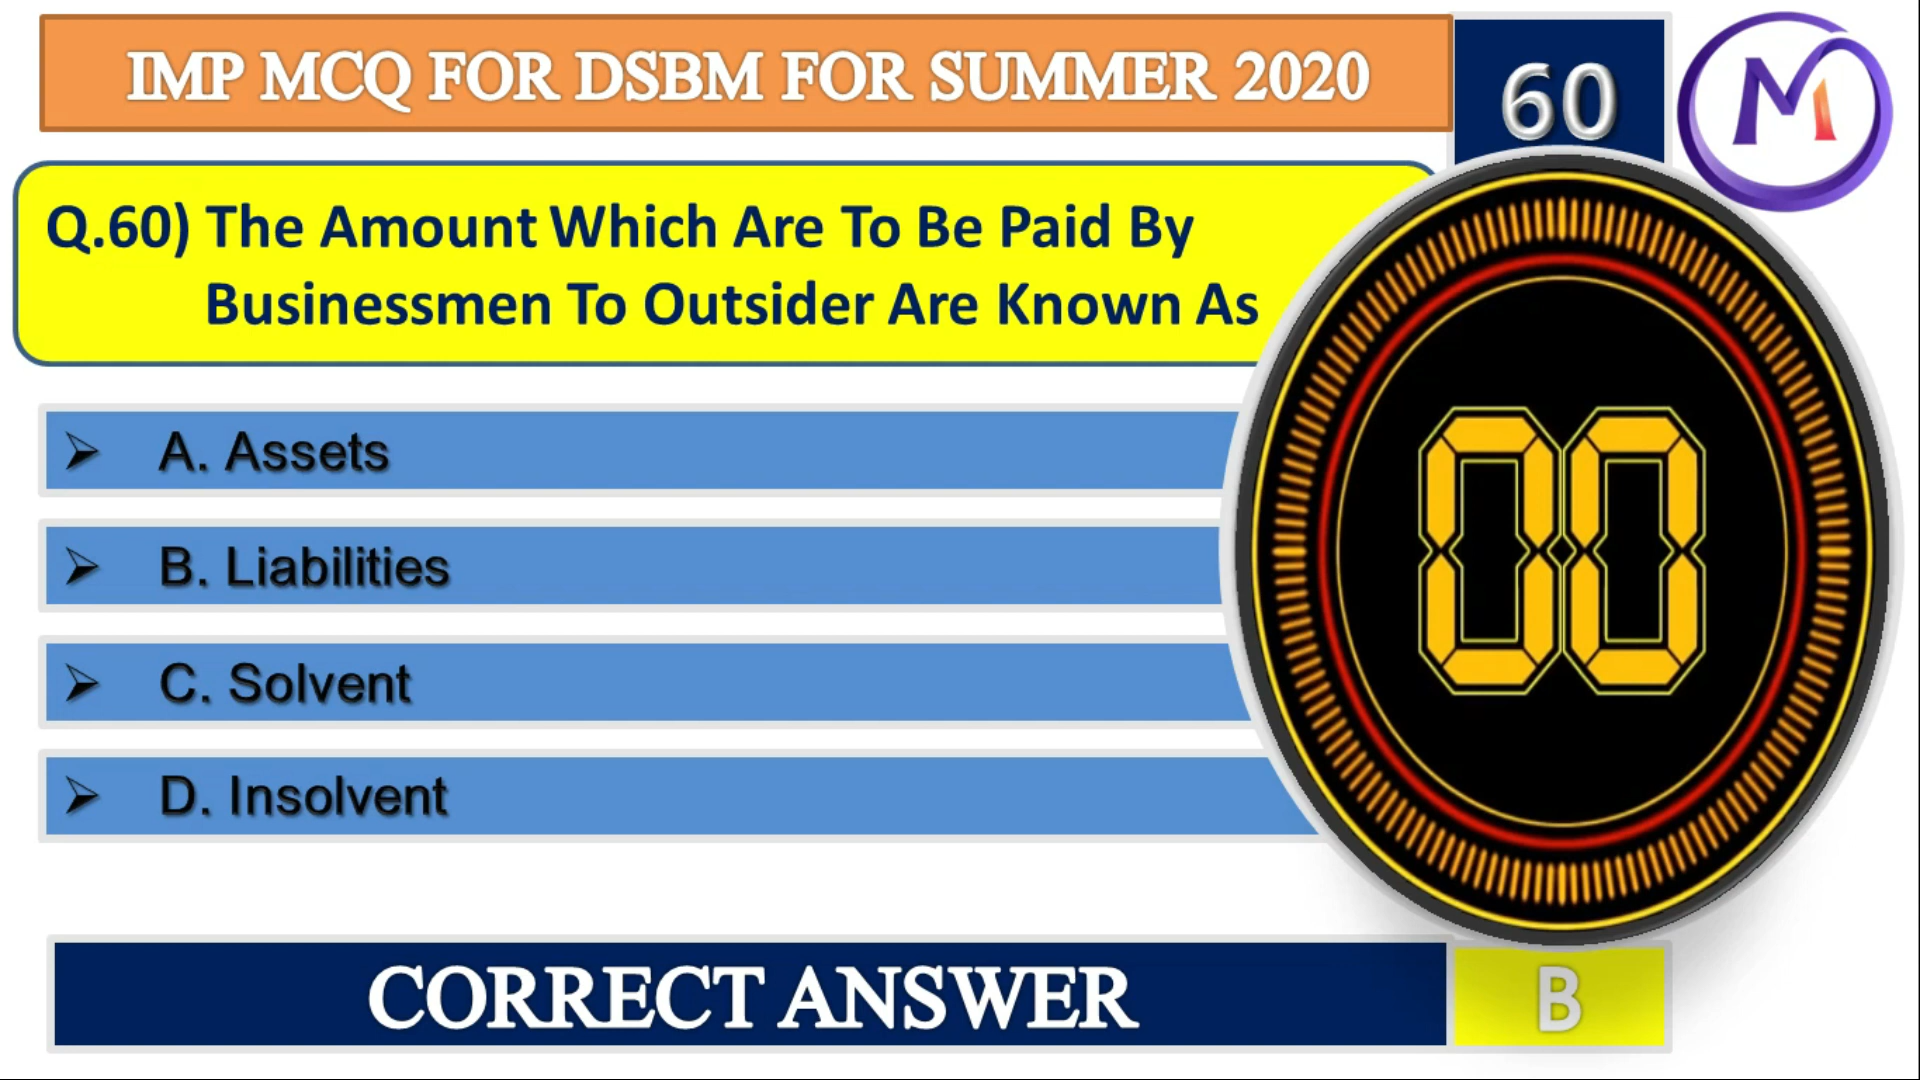 IMP MCQ FOR DSBM FOR SUMMER 2020
60
M
Q.60) The Amount Which Are To Be Paid By
Businessmen To Outsider Are Known As
A. Assets
B. Liabilities
C. Solvent
D. Insolvent
00
CORRECT ANSWER
B